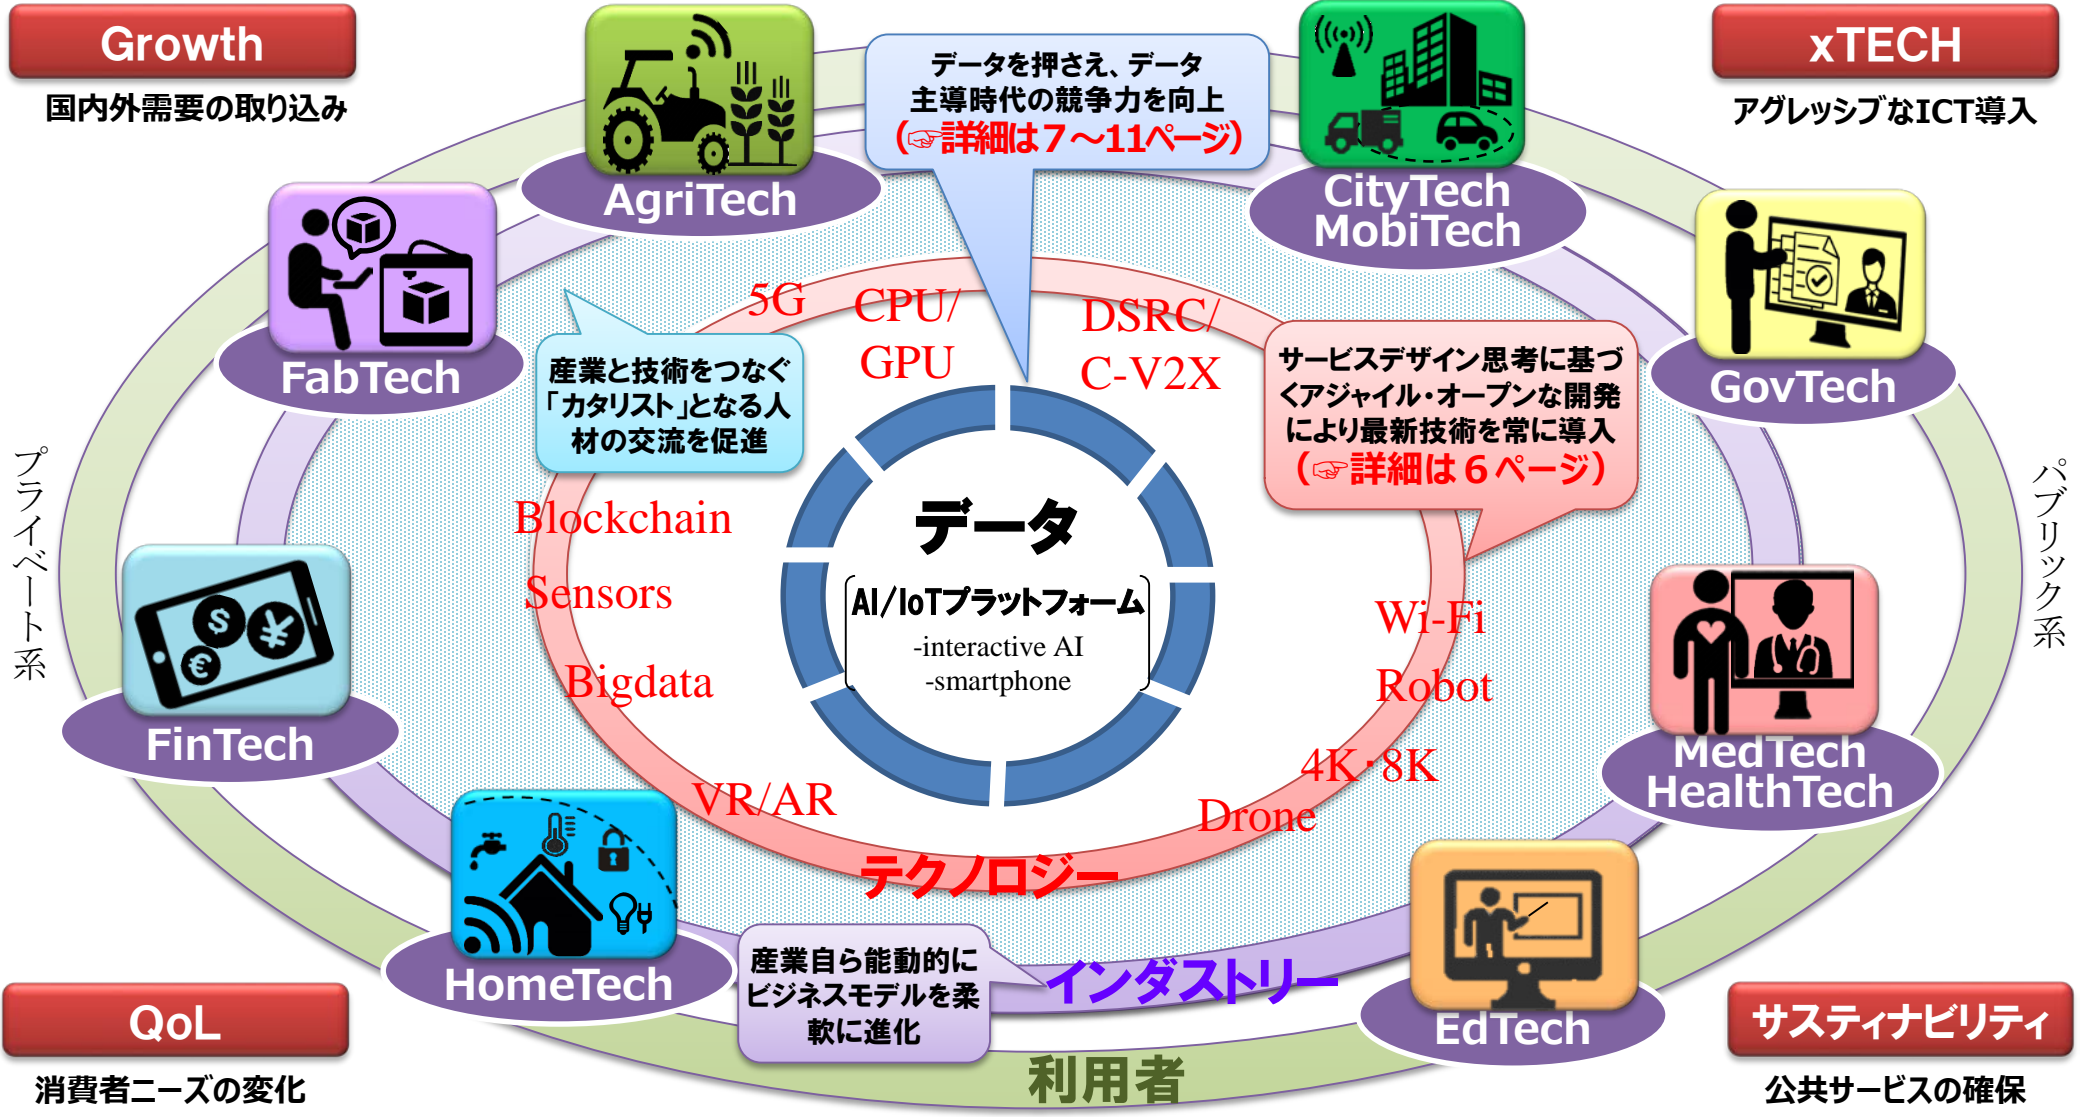 Growth
国内外需要の取り込み
xTECH
アグレッシブなICT導入
データを押さえ、データ
主導時代の競争力を向上
(☞詳細は７～11ページ)
AgriTech
CityTech
MobiTech
FabTech
GovTech
5G
CPU/
GPU
DSRC/
C-V2X
産業と技術をつなぐ
「カタリスト」となる人
材の交流を促進
サービスデザイン思考に基づ
くアジャイル・オープンな開発
により最新技術を常に導入
(☞詳細は６ページ)
プライベート系
パブリック系
Blockchain
Sensors
Bigdata
VR/AR
データ
AI/IoTプラットフォーム
-interactive AI
-smartphone
Wi-Fi
Robot
4K・8K
Drone
FinTech
MedTech
HealthTech
テクノロジー
HomeTech
産業自ら能動的に
ビジネスモデルを柔
軟に進化
インダストリー
EdTech
利用者
QoL
消費者ニーズの変化
サスティナビリティ
公共サービスの確保